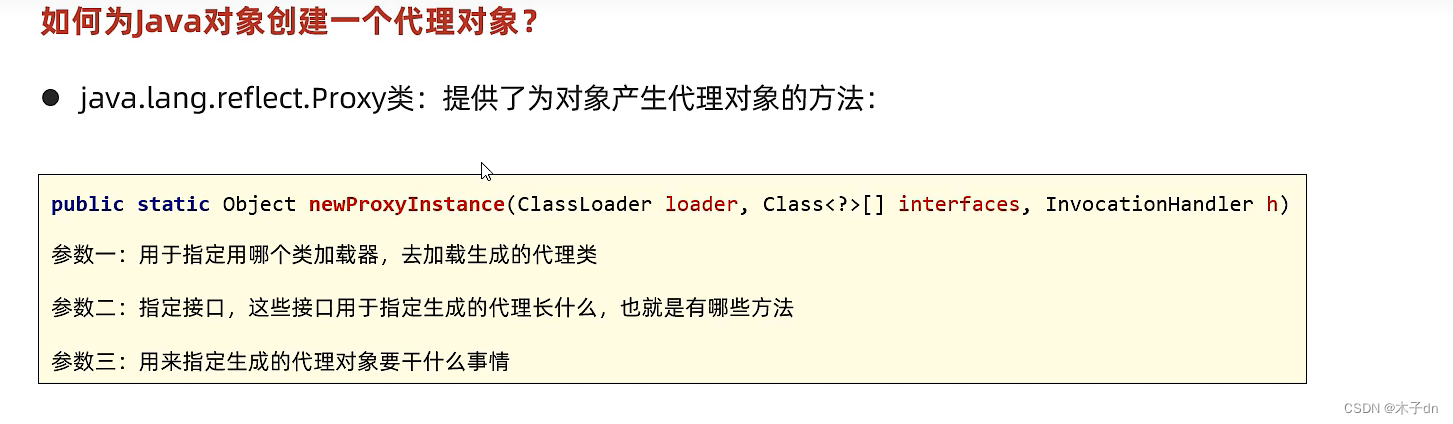 如何为Java对象创建一个代理对象？
● java.lang.reflect.Proxy类：提供了为对象产生代理对象的方法：
public static Object newProxyInstance(ClassLoader loader, Class<?>[] interfaces, InvocationHandler h)
参数一：用于指定用哪个类加载器，去加载生成的代理类
参数二：指定接口，这些接口用于指定生成的代理长什么，也就是有哪些方法
参数三：用来指定生成的代理对象要干什么事情
CSDN @木子dn